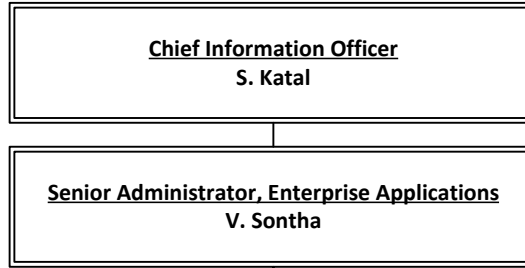 Chief Information Officer
S. Katal
Senior Administrator, Enterprise Applications
V. Sontha